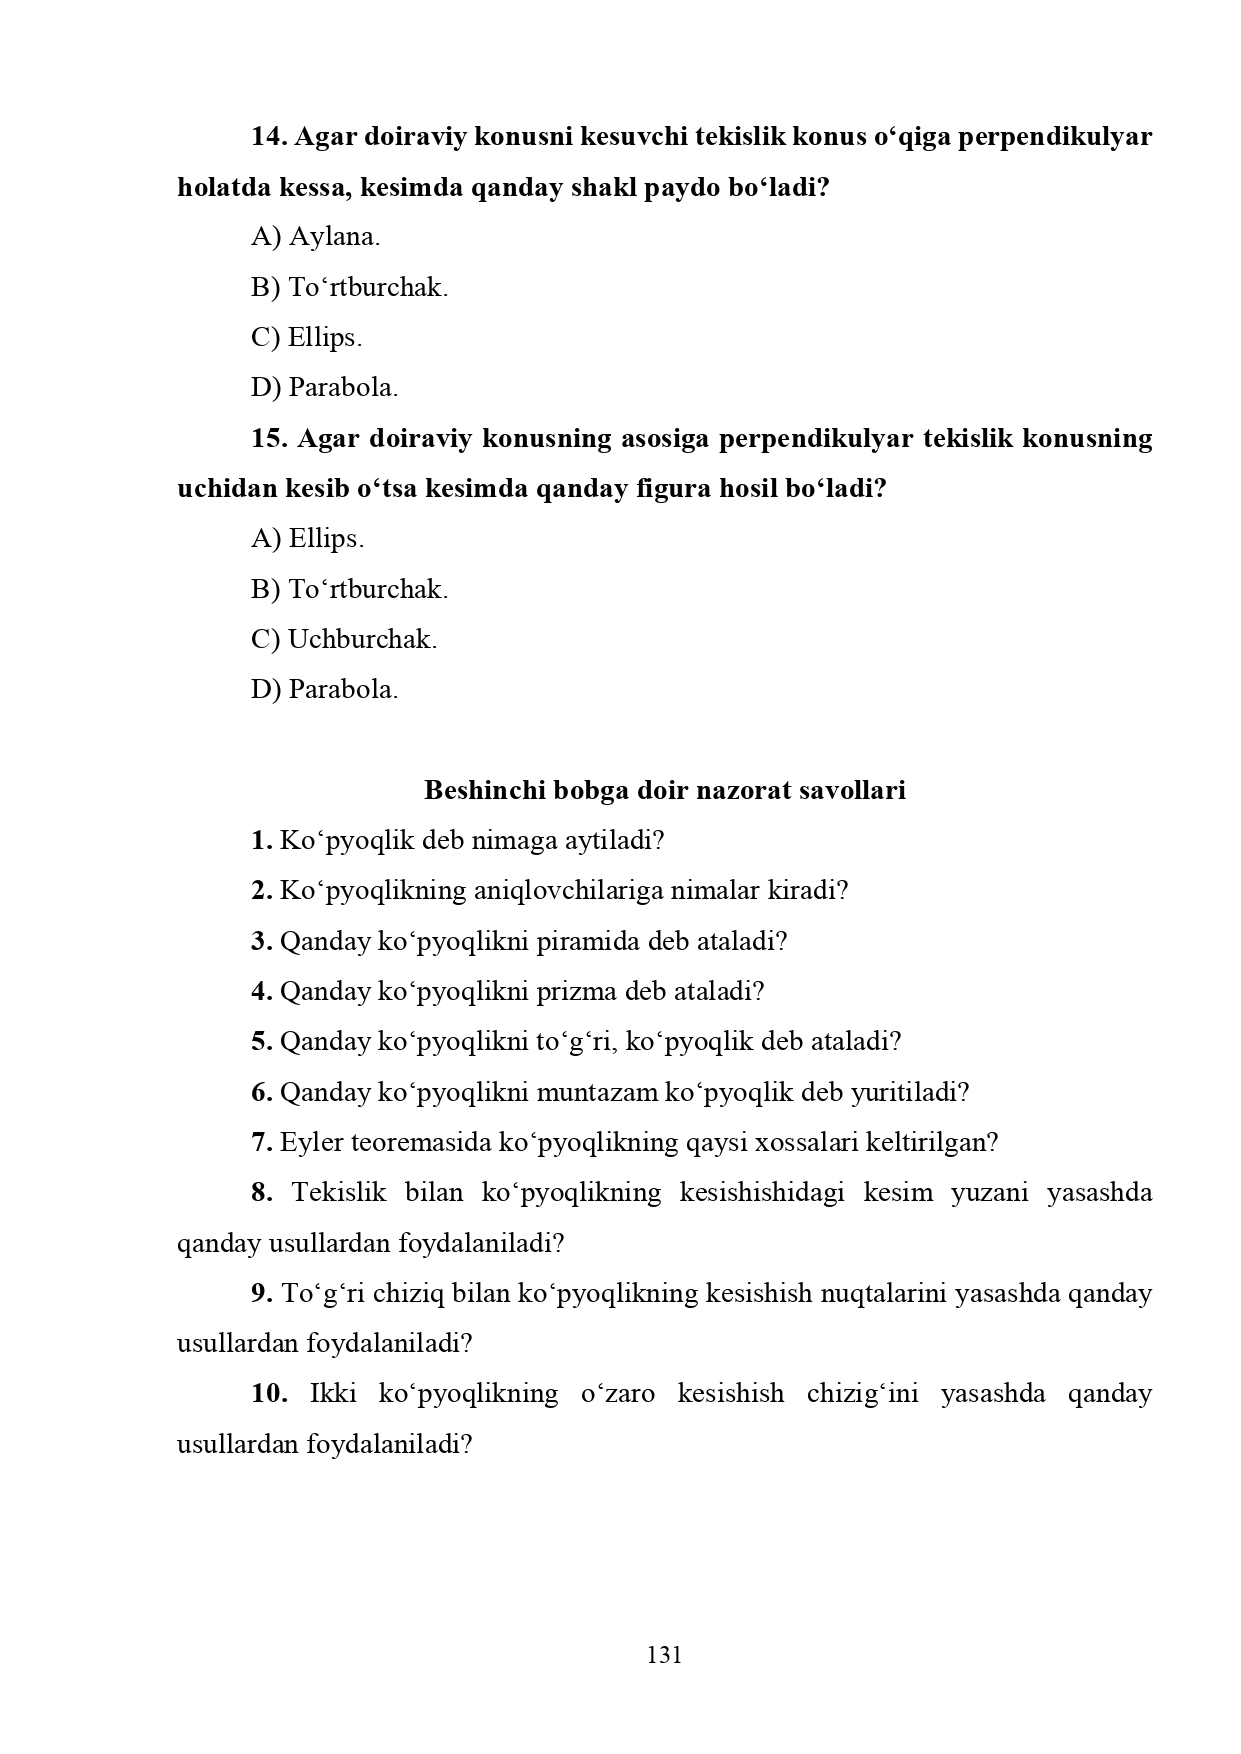 14. Agar doiraviy konusni kesuvchi tekislik konus o‘qiga perpendikulyar
holatda kessa, kesimda qanday shakl paydo bo‘ladi?
A) Aylana.
B) To‘rtburchak.
C) Ellips.
D) Parabola.
15. Agar doiraviy konusning asosiga perpendikulyar tekislik konusning
uchidan kesib o‘tsa kesimda qanday figura hosil bo‘ladi?
A) Ellips.
B) To‘rtburchak.
C) Uchburchak.
D) Parabola.
Beshinchi bobga doir nazorat savollari
1. Ko‘pyoqlik deb nimaga aytiladi?
2. Ko‘pyoqlikning aniqlovchilariga nimalar kiradi?
3. Qanday ko‘pyoqlikni piramida deb ataladi?
4. Qanday ko‘pyoqlikni prizma deb ataladi?
5. Qanday ko‘pyoqlikni to‘g‘ri, ko‘pyoqlik deb ataladi?
6. Qanday ko‘pyoqlikni muntazam ko‘pyoqlik deb yuritiladi?
7. Eyler teoremasida ko‘pyoqlikning qaysi xossalari keltirilgan?
8. Tekislik bilan ko‘pyoqlikning kesishishidagi kesim yuzani yasashda
qanday usullardan foydalaniladi?
9. To‘g‘ri chiziq bilan ko‘pyoqlikning kesishish nuqtalarini yasashda qanday
usullardan foydalaniladi?
10. Ikki ko‘pyoqlikning o‘zaro kesishish chizig‘ini yasashda qanday
usullardan foydalaniladi?
131